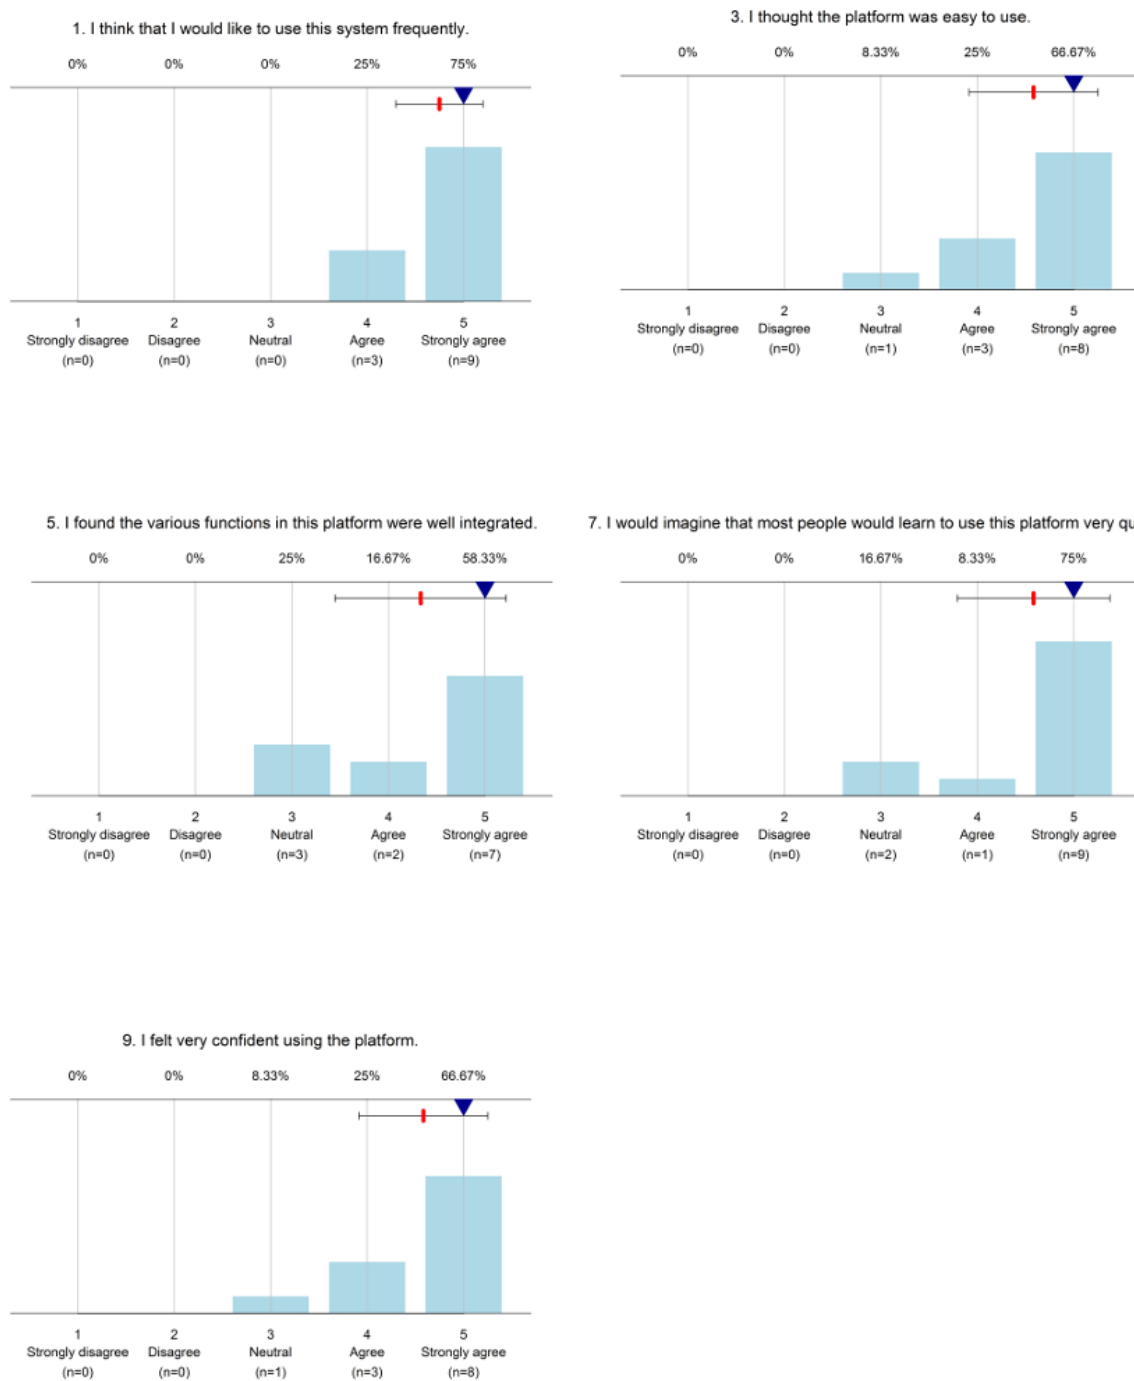 1. I think that I would like to use this system frequently.
0% 0% 0% 25% 75%
1 2 3 4 5
Strongly disagree Disagree Neutral Agree Strongly agree
(n=0) (n=0) (n=0) (n=3) (n=9)
3. I thought the platform was easy to use.
0% 0% 8.33% 25% 66.67%
1 2 3 4 5
Strongly disagree Disagree Neutral Agree Strongly agree
(n=0) (n=0) (n=1) (n=3) (n=8)
5. I found the various functions in this platform were well integrated.
0% 0% 25% 16.67% 58.33%
1 2 3 4 5
Strongly disagree Disagree Neutral Agree Strongly agree
(n=0) (n=0) (n=3) (n=2) (n=7)
7. I would imagine that most people would learn to use this platform very qu
0% 0% 16.67% 8.33% 75%
1 2 3 4 5
Strongly disagree Disagree Neutral Agree Strongly agree
(n=0) (n=0) (n=2) (n=1) (n=9)
9. I felt very confident using the platform.
0% 0% 8.33% 25% 66.67%
1 2 3 4 5
Strongly disagree Disagree Neutral Agree Strongly agree
(n=0) (n=0) (n=1) (n=3) (n=8)